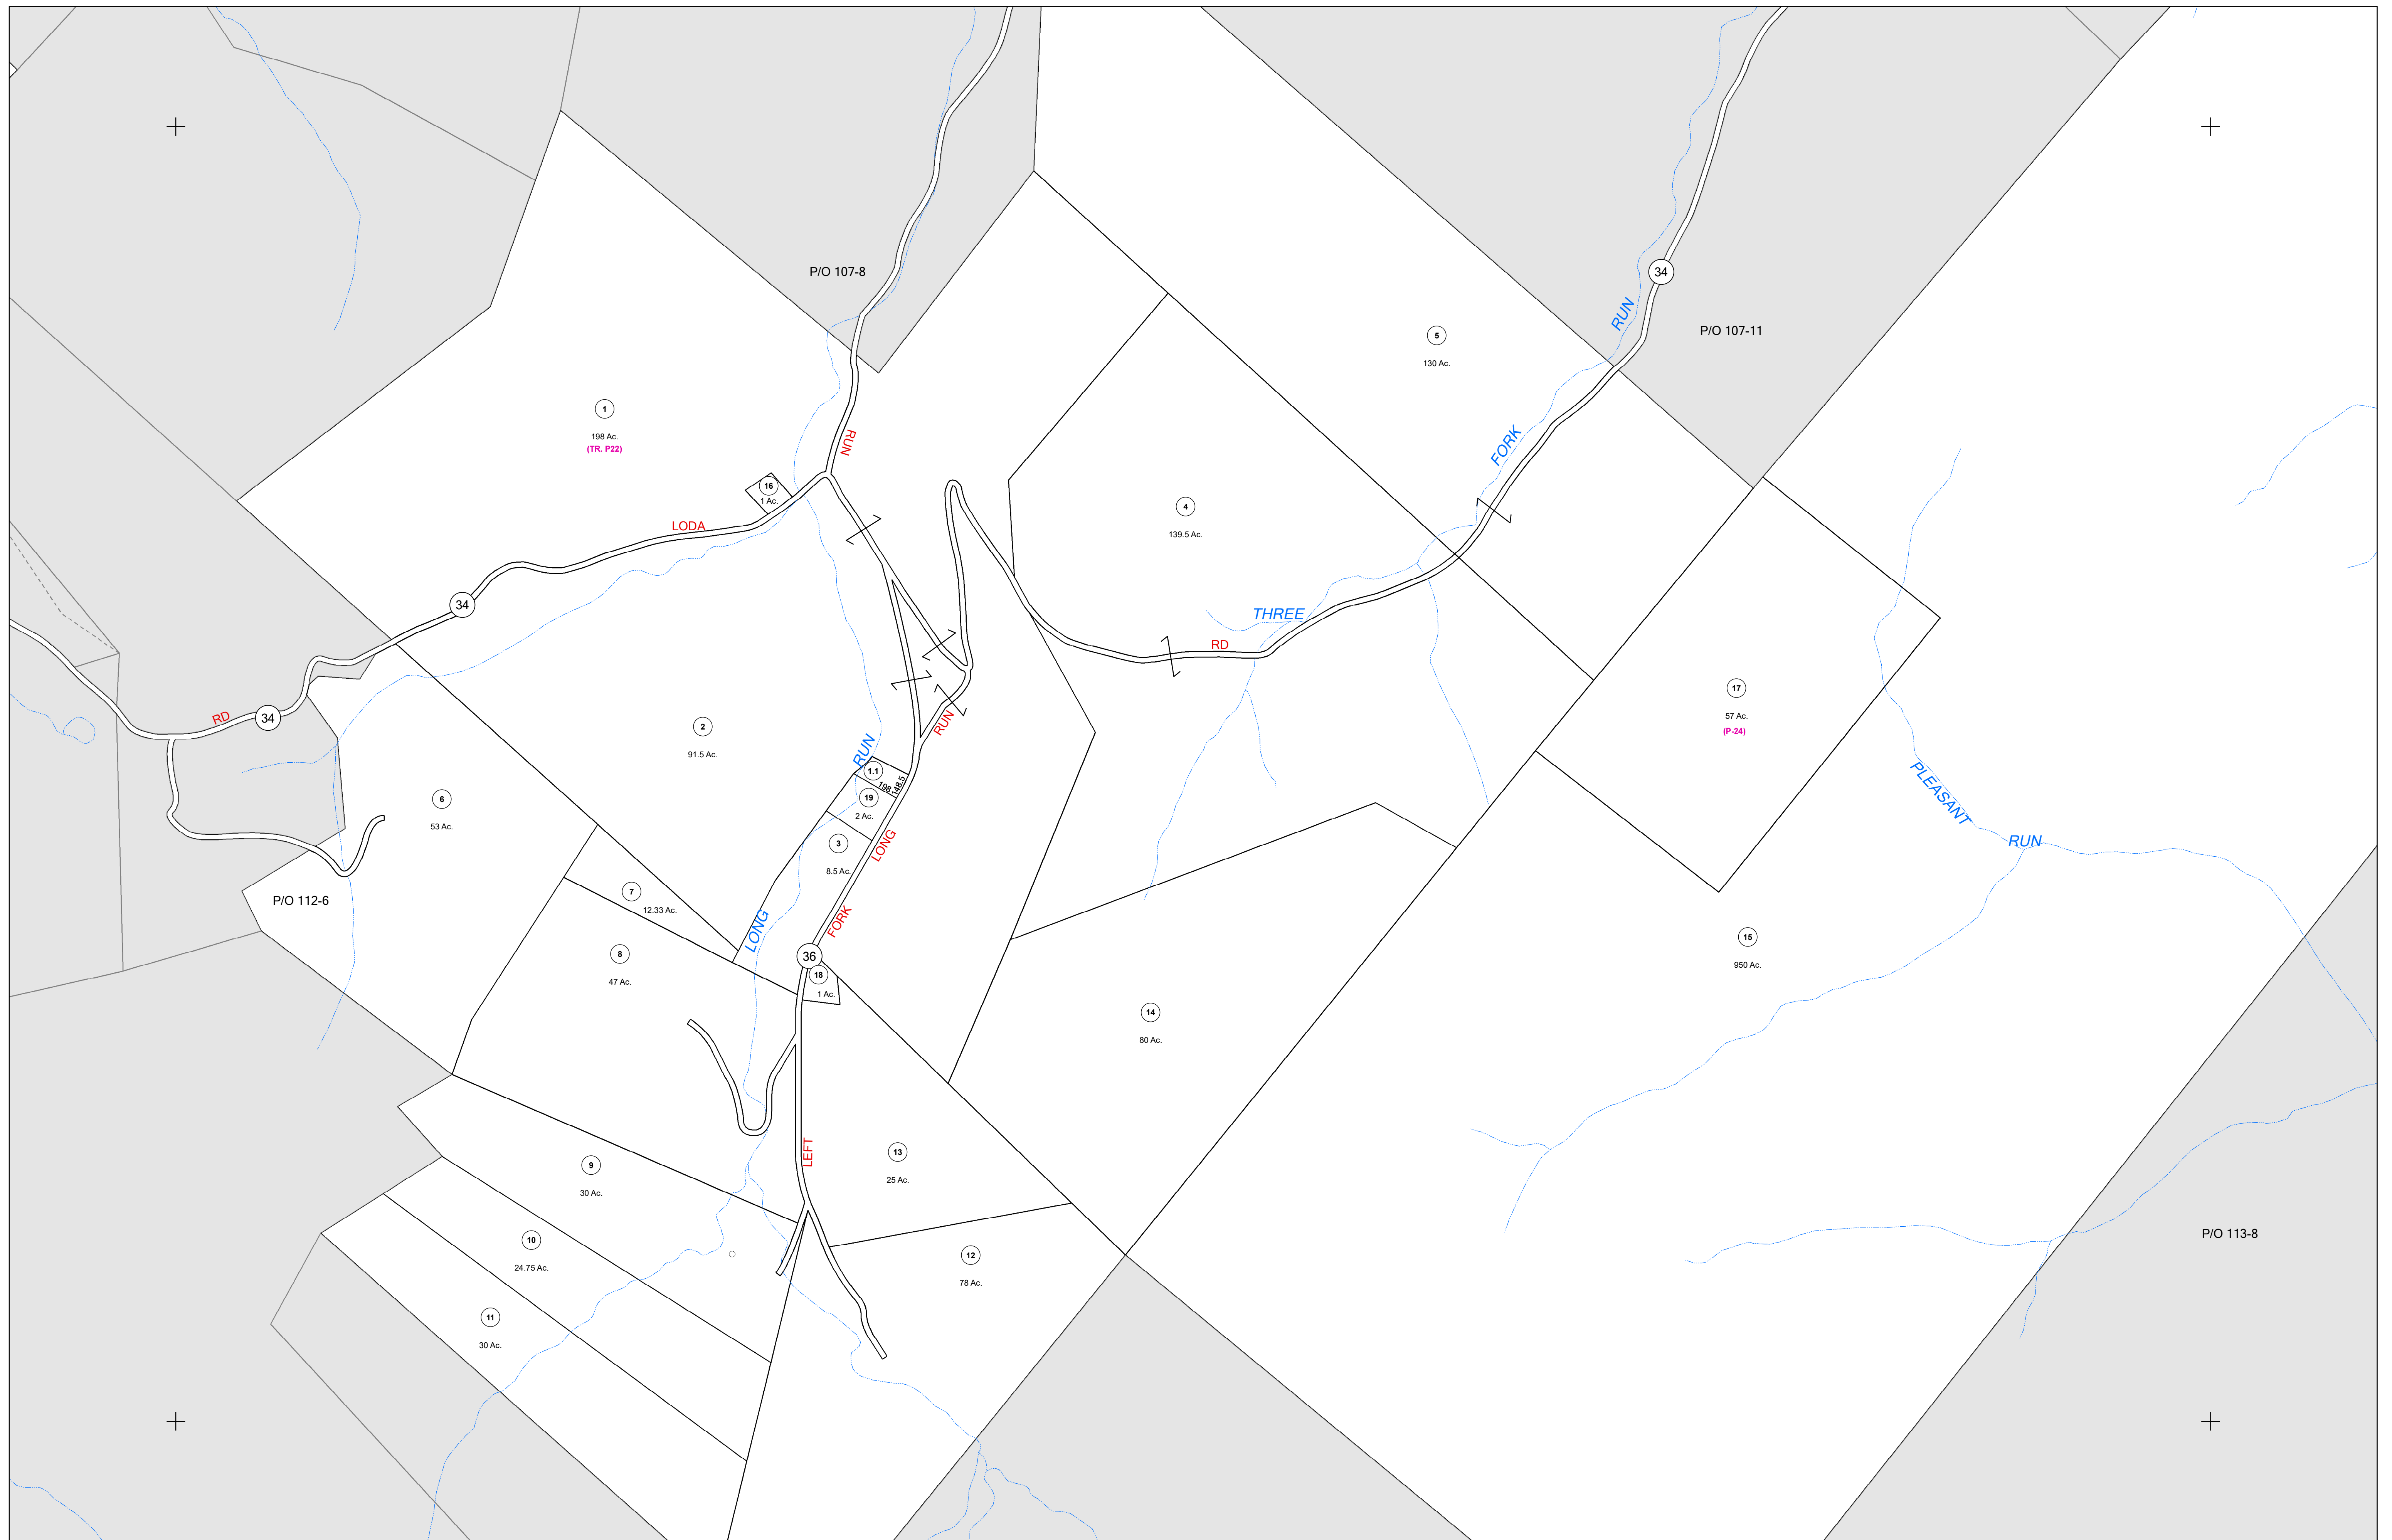 P/O 107-8
34
RUN
P/O 107-11
5
130 Ac.
1
198 Ac.
(TR. P22)
RUN
FORK
16
1 Ac.
4
139.5 Ac.
LODA
34
THREE
RD
17
57 Ac.
(P-24)
RD
34
2
91.5 Ac.
RUN
RUN
1.1
198
148.5
19
2 Ac.
PLEASANT
RUN
6
53 Ac.
3
8.5 Ac.
LONG
7
12.33 Ac.
P/O 112-6
FORK
LONG
36
15
950 Ac.
8
47 Ac.
18
1 Ac.
14
80 Ac.
LEFT
13
25 Ac.
9
30 Ac.
10
24.75 Ac.
12
78 Ac.
P/O 113-8
11
30 Ac.